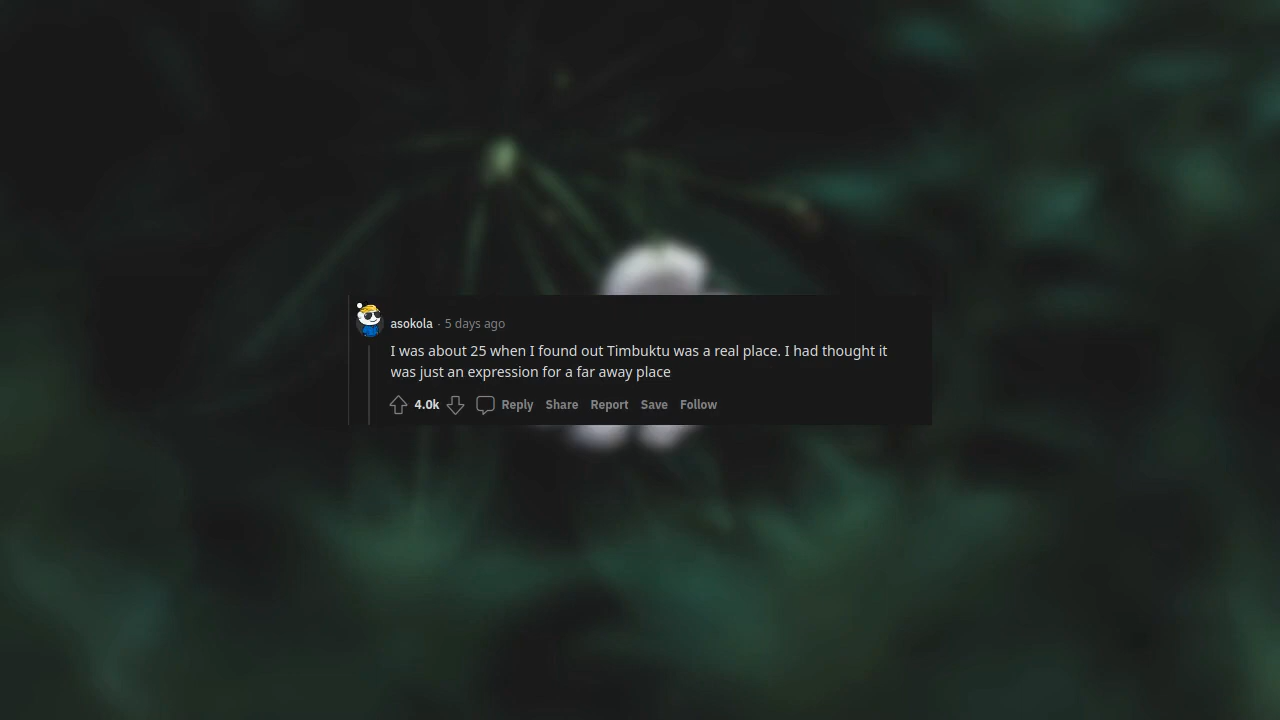 asokola · 5 days ago
I was about 25 when I found out Timbuktu was a real place. I had thought it
was just an expression for a far away place
4.0k Reply Share Report Save Follow